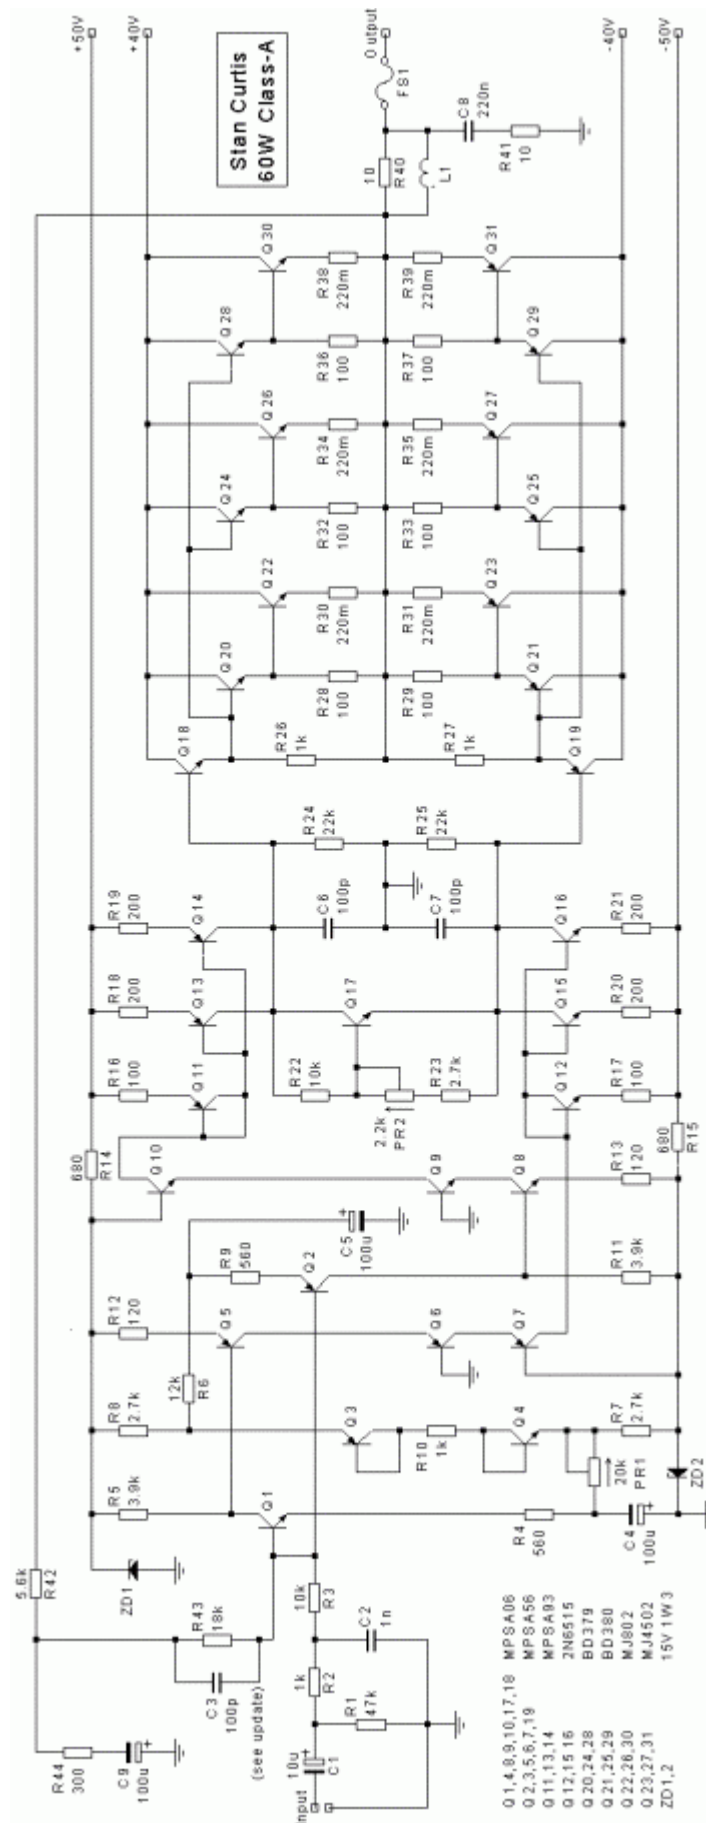 +50V
+40V
Output
-40V
-50V
Stan Curtis
60W Class-A
FS1
C8
220n
R41
10
10
R40
L1
Q30
R38
220m
R39
220m
Q31
Q28
R36
100
R37
100
Q29
Q26
R34
220m
R35
220m
Q27
Q24
R32
100
R33
100
Q25
Q22
R30
220m
R31
220m
Q23
Q20
R28
100
R29
100
Q21
Q18
R26
1k
R27
1k
Q19
R24
22k
R25
22k
R19
200
Q14
C6
100p
C7
100p
Q16
R21
200
R18
200
Q13
Q17
Q15
R20
200
R16
100
Q11
R22
10k
2.2k
PR2
R23
2.7k
Q12
R17
100
680
R14
Q10
Q9
Q8
R13
120
680
R15
C5
100u
R9
560
Q2
R11
3.9k
R12
120
Q5
Q6
Q7
12k
R6
R8
2.7k
Q3
R10
1k
Q4
R7
2.7k
20k
PR1
ZD2
R5
3.9k
Q1
R4
560
C4
100u
5.6k
R42
ZD1
R43
18k
C3
100p
(see update)
10k
R3
C2
1n
1k
R2
R1
47k
R44
300
C9
100u
10u
C1
Input
Q1,4,8,9,10,17,18 MPSA06
Q2,3,5,6,7,19 MPSA56
Q11,13,14 MPSA93
Q12,15 16 2N6515
Q20,24,28 BD379
Q21,25,29 BD380
Q22,26,30 MJ802
Q23,27,31 MJ4502
ZD1,2 15V 1W3